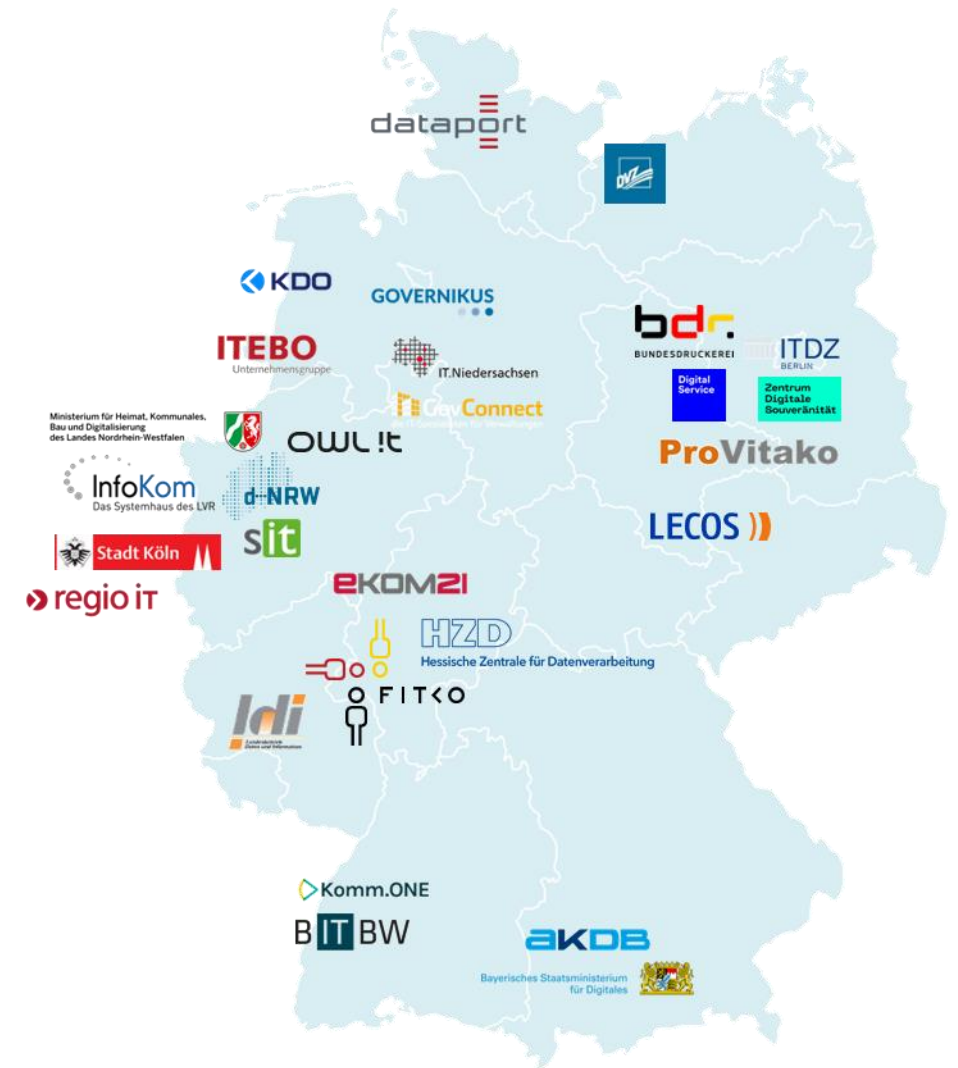 dataport
DVZ
KDO
GOVERNIKUS
bdr.
BUNDESDRUCKEREI
ITDZ
BERLIN
ITEBO
Unternehmensgruppe
IT.Niedersachsen
Digital
Service
Zentrum
Digitale
Souveränität
GovConnect
Ministerium für Heimat, Kommunales,
Bau und Digitalisierung
des Landes Nordrhein-Westfalen
OWL !t
ProVitako
InfoKom
Das Systemhaus des LVR
d-NRW
LECOS
sit
Stadt Köln
ekom21
regio iT
HZD
Hessische Zentrale für Datenverarbeitung
FITKO
ldi
Komm.ONE
BITBW
AKDB
Bayerisches Staatsministerium
für Digitales